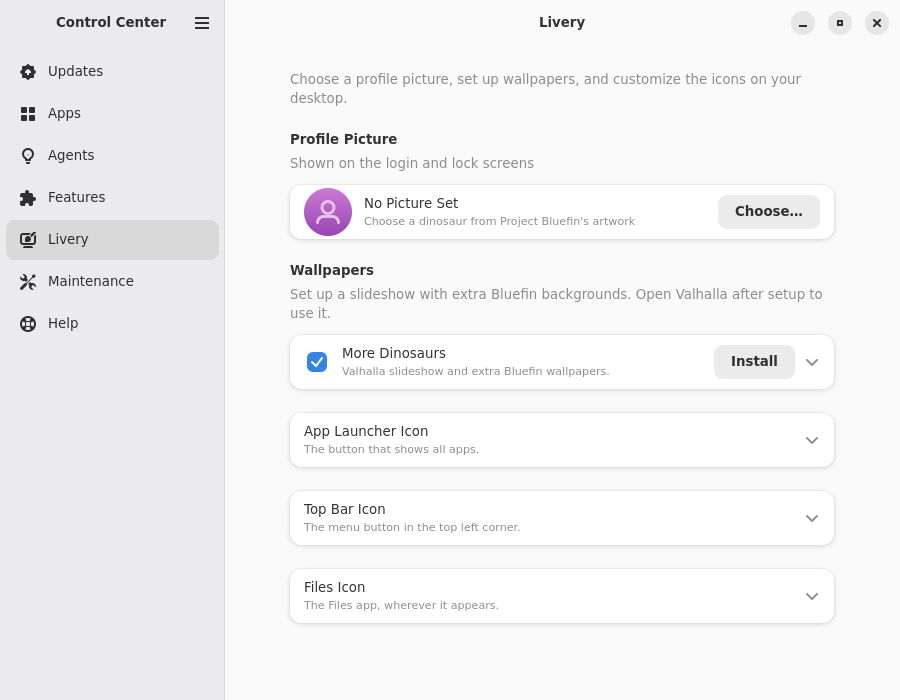 Control Center
Livery
Updates
Apps
Agents
Features
Livery
Maintenance
Help
Choose a profile picture, set up wallpapers, and customize the icons on your
desktop.
Profile Picture
Shown on the login and lock screens
No Picture Set
Choose a dinosaur from Project Bluefin's artwork
Choose...
Wallpapers
Set up a slideshow with extra Bluefin backgrounds. Open Valhalla after setup to
use it.
More Dinosaurs
Valhalla slideshow and extra Bluefin wallpapers.
Install
App Launcher Icon
The button that shows all apps.
Top Bar Icon
The menu button in the top left corner.
Files Icon
The Files app, wherever it appears.